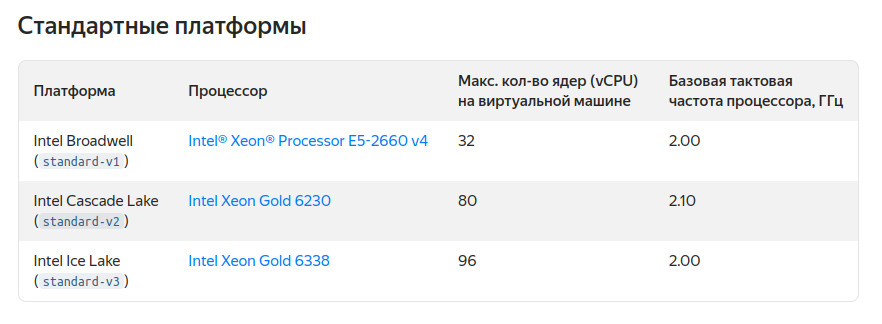 Стандартные платформы
Платформа
Процессор
Макс. кол-во ядер (vCPU)
на виртуальной машине
Базовая тактовая
частота процессора, ГГц
Intel Broadwell
(standard-v1)
Intel® Xeon® Processor E5-2660 v4
32
2.00
Intel Cascade Lake
(standard-v2)
Intel Xeon Gold 6230
80
2.10
Intel Ice Lake
(standard-v3)
Intel Xeon Gold 6338
96
2.00